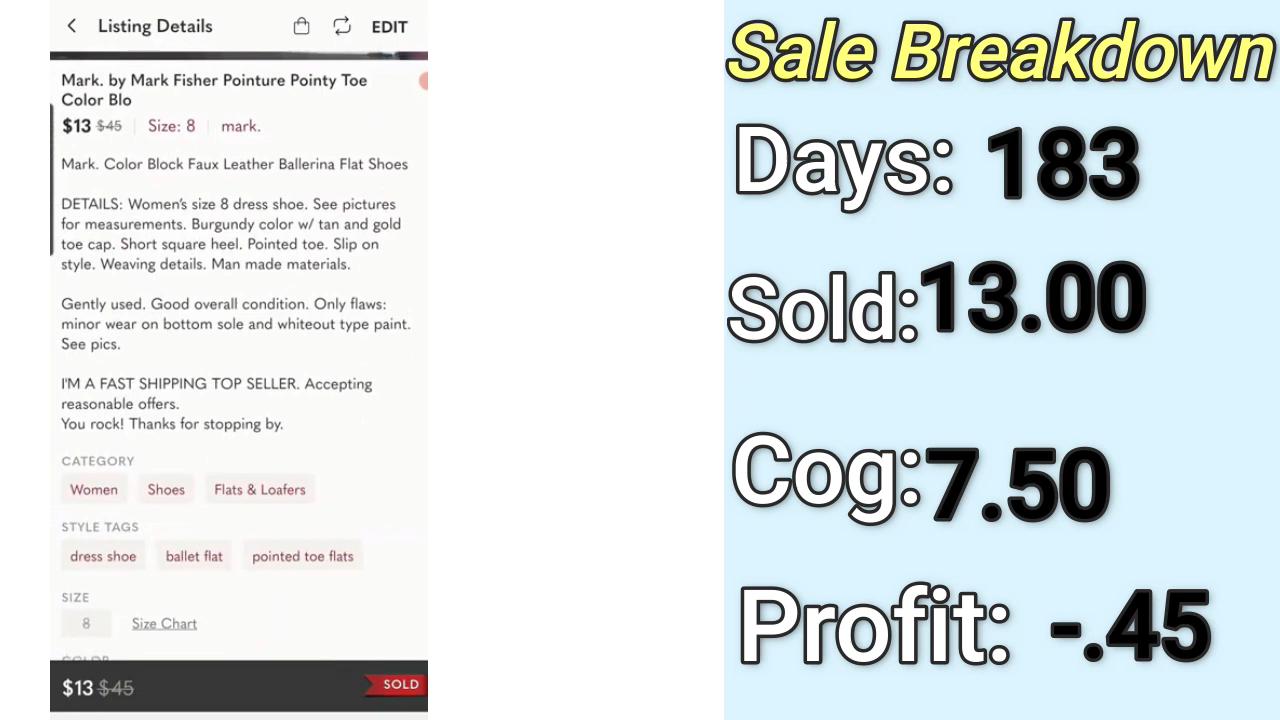 Listing Details
EDIT
Mark. by Mark Fisher Pointure Pointy Toe
Color Blo
$13 $45 Size: 8 mark.
Mark. Color Block Faux Leather Ballerina Flat Shoes
DETAILS: Women's size 8 dress shoe. See pictures
for measurements. Burgundy color w/ tan and gold
toe cap. Short square heel. Pointed toe. Slip on
style. Weaving details. Man made materials.
Gently used. Good overall condition. Only flaws:
minor wear on bottom sole and whiteout type paint.
See pics.
I'M A FAST SHIPPING TOP SELLER. Accepting
reasonable offers.
You rock! Thanks for stopping by.
CATEGORY
Women Shoes Flats & Loafers
STYLE TAGS
dress shoe ballet flat pointed toe flats
SIZE
8 Size Chart
COLOR
$13 $45 SOLD
Sale Breakdown
Days: 183
Sold: 13.00
Cog: 7.50
Profit: -.45